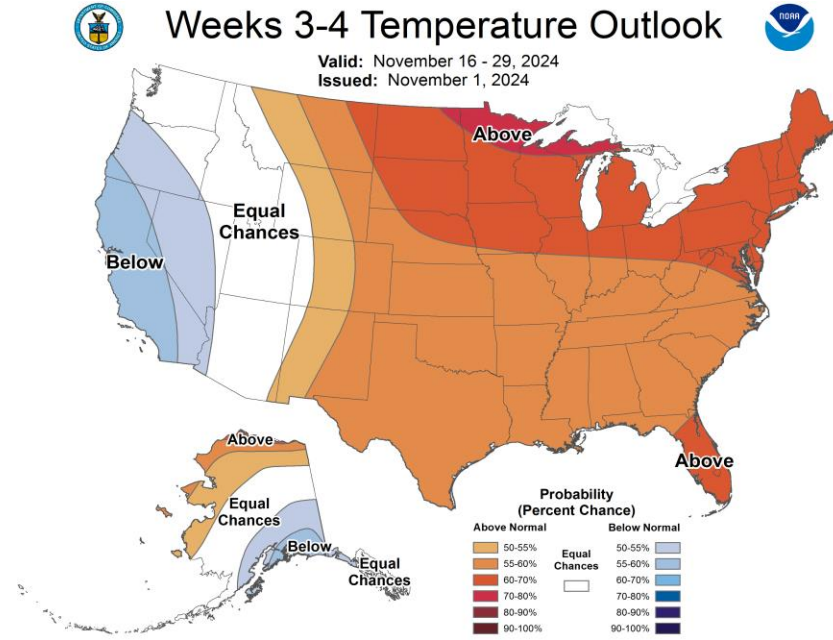 Weeks 3-4 Temperature Outlook
NOAA
Valid: November 16 - 29, 2024
Issued: November 1, 2024
Above
Equal
Chances
Below
Above
Above
Equal
Chances
Below
Equal
Chances
Probability
(Percent Chance)
Above Normal
Below Normal
50-55%
55-60%
60-70%
70-80%
80-90%
90-100%
Equal
Chances
50-55%
55-60%
60-70%
70-80%
80-90%
90-100%